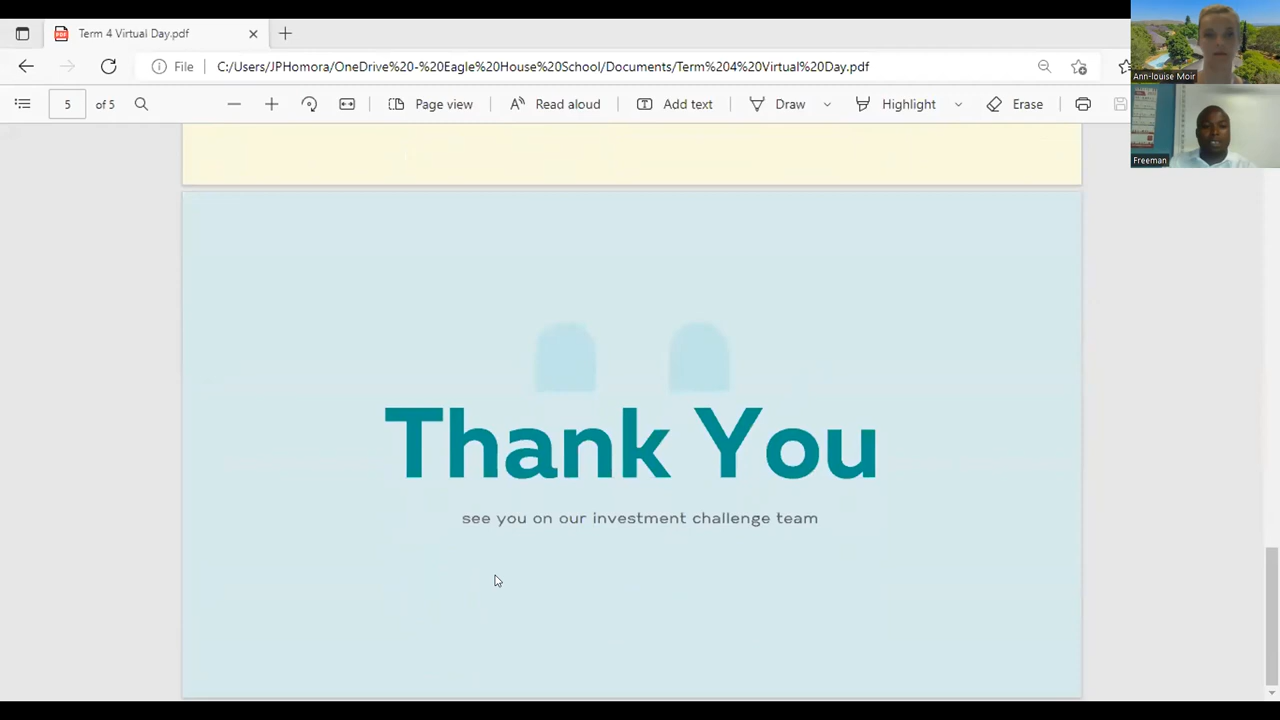 Term 4 Virtual Day.pdf
File C:/Users/JPHomora/OneDrive%20-%20Eagle%20House%20School/Documents/Term%204%20Virtual%20Day.pdf
5 of 5 Page view Read aloud Add text Draw Highlight Erase
Ann-louise Moir
Freeman
Thank You
see you on our investment challenge team